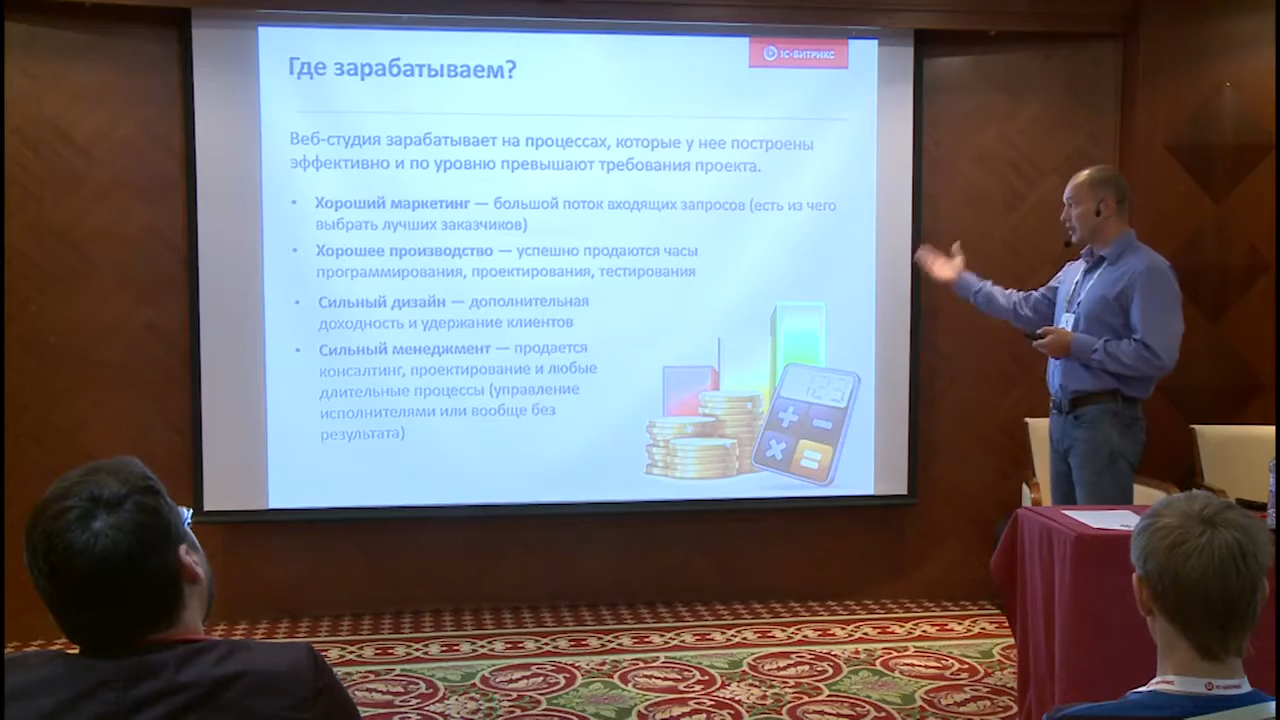 Где зарабатываем?
1С•БИТРИКС
Веб-студия зарабатывает на процессах, которые у нее построены
эффективно и по уровню превышают требования проекта.
• Хороший маркетинг — большой поток входящих запросов (есть из чего
выбрать лучших заказчиков)
• Хорошее производство — успешно продаются часы
программирования, проектирования, тестирования
• Сильный дизайн — дополнительная
доходность и удержание клиентов
• Сильный менеджмент — продается
консалтинг, проектирование и любые
длительные процессы (управление
исполнителями или вообще без
результата)
123
+ −
× =
1С•БИТРИКС